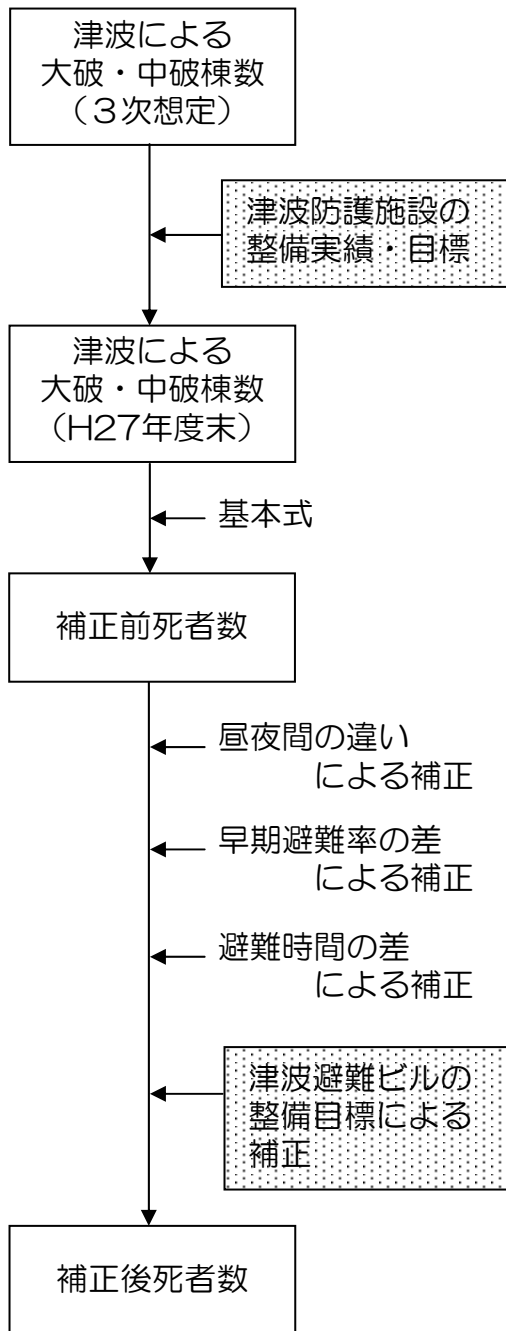 津波による
大破・中破棟数
（３次想定）
津波防護施設の
整備実績・目標
津波による
大破・中破棟数
（H27年度末）
基本式
補正前死者数
昼夜間の違い
による補正
早期避難率の差
による補正
避難時間の差
による補正
津波避難ビルの
整備目標による
補正
補正後死者数